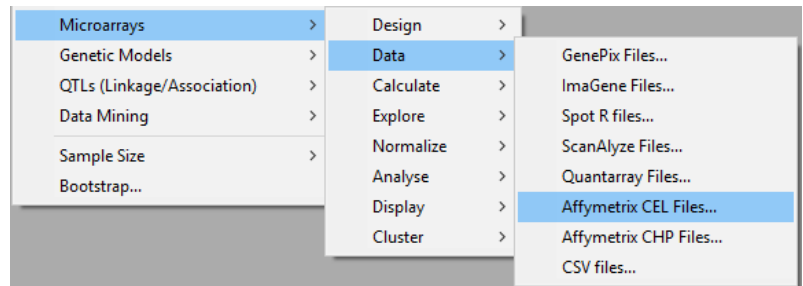 Microarrays
Genetic Models
QTLs (Linkage/Association)
Data Mining
Sample Size
Bootstrap...
Design
Data
Calculate
Explore
Normalize
Analyse
Display
Cluster
GenePix Files...
ImaGene Files...
Spot R files...
ScanAlyze Files...
Quantarray Files...
Affymetrix CEL Files...
Affymetrix CHP Files...
CSV files...